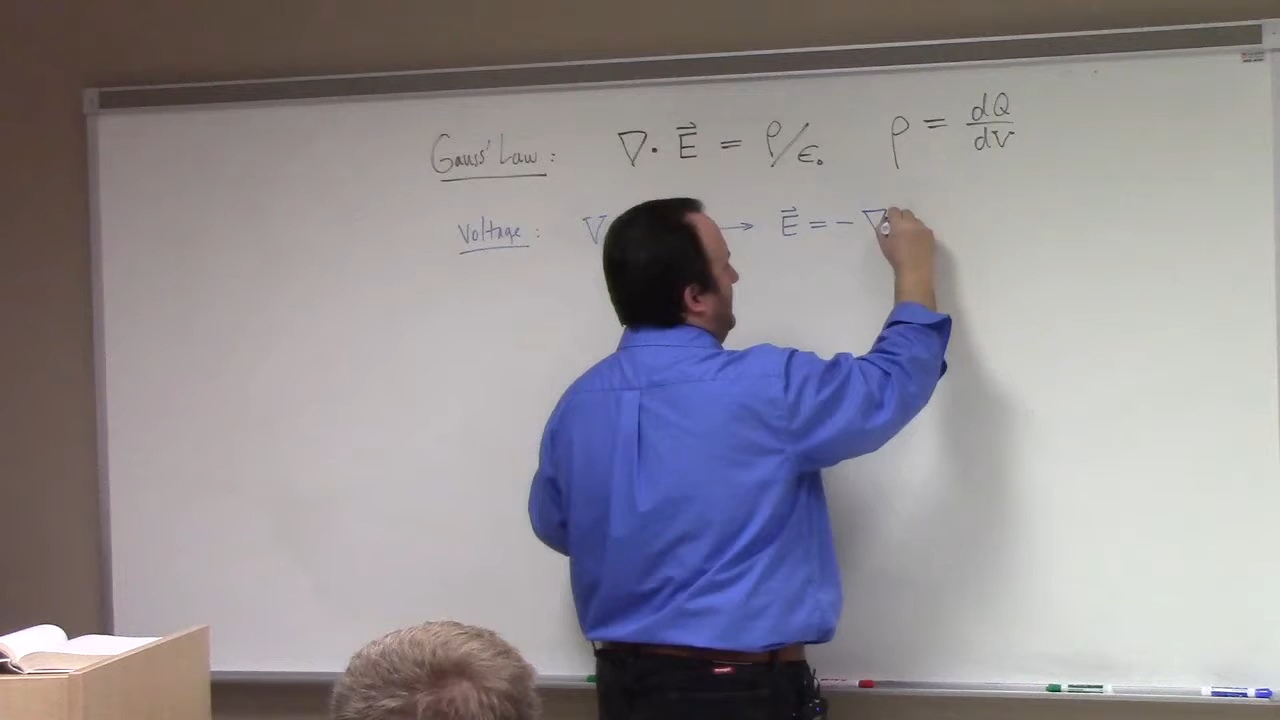 Gauss' Law: ∇·E⃗ = ρ/ε₀ ρ = dQ/dV
Voltage: V → E⃗ = - ∇